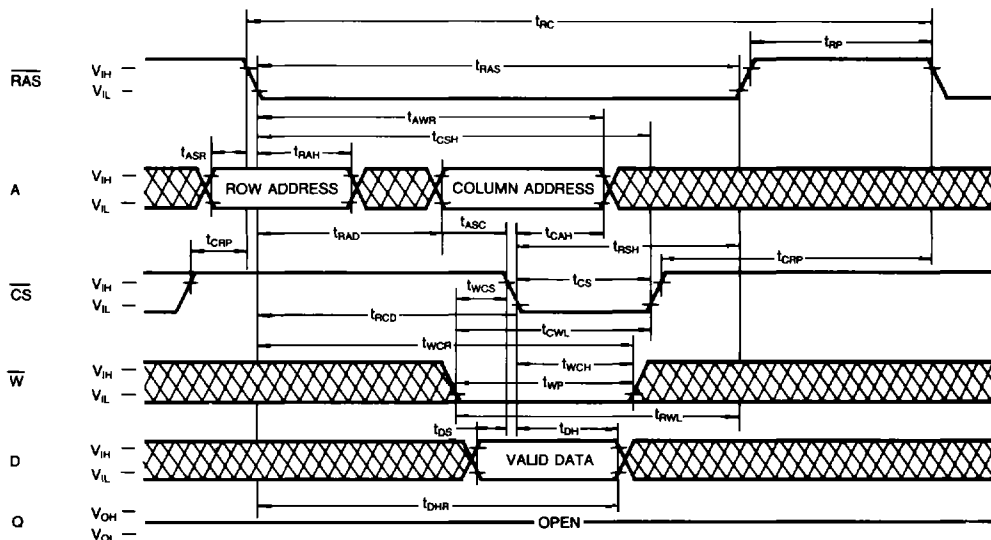 tRC
tRP
RAS VIH
VIL
tRAS
tAWR
tCSH
tASR tRAH
A VIH
VIL
ROW ADDRESS COLUMN ADDRESS
tRAD tASC tCAH
tRSH
tCRP tCRP
CS VIH
VIL
tCS
tWCS
tRCD tCWL
tWCR
tWCH
W VIH
VIL
tWP
tRWL
tDS tDH
D VIH
VIL
VALID DATA
tDHR
Q VOH
OPEN
VOL